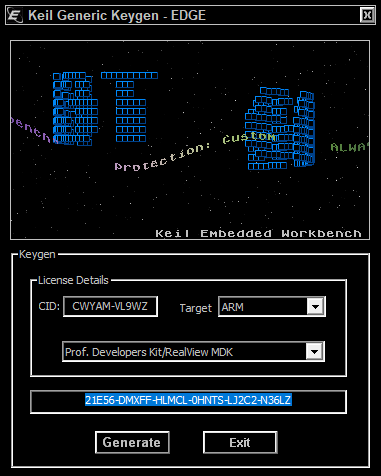 Keil Generic Keygen - EDGE
bench
Protection: Custom
ALWA
Keil Embedded Workbench
Keygen
License Details
CID: CWYAM-VL9WZ Target ARM
Prof. Developers Kit/RealView MDK
21E56-DMXFF-HLMCL-0HNTS-LJ2C2-N36LZ
Generate Exit